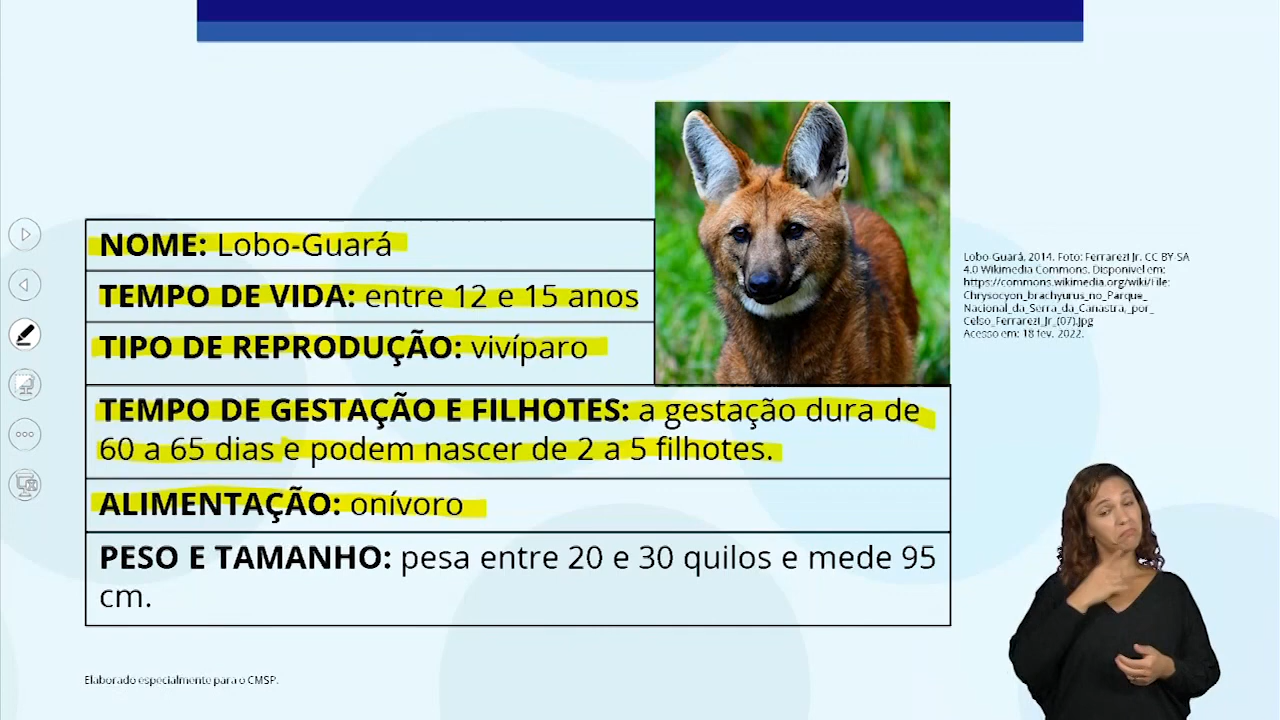 NOME: Lobo-Guará
TEMPO DE VIDA: entre 12 e 15 anos
TIPO DE REPRODUÇÃO: vivíparo
TEMPO DE GESTAÇÃO E FILHOTES: a gestação dura de
60 a 65 dias e podem nascer de 2 a 5 filhotes.
ALIMENTAÇÃO: onívoro
PESO E TAMANHO: pesa entre 20 e 30 quilos e mede 95
cm.
Lobo-Guará, 2014. Foto: Ferrarezi Jr. CC BY-SA
4.0 Wikimedia Commons. Disponível em:
https://commons.wikimedia.org/wiki/File:
Chrysocyon_brachyurus_no_Parque_
Nacional_da_Serra_da_Canastra,_por_
Celso_Ferrarezi_Jr_(07).jpg
Acesso em: 18 fev. 2022.
Elaborado especialmente para o CMSP.